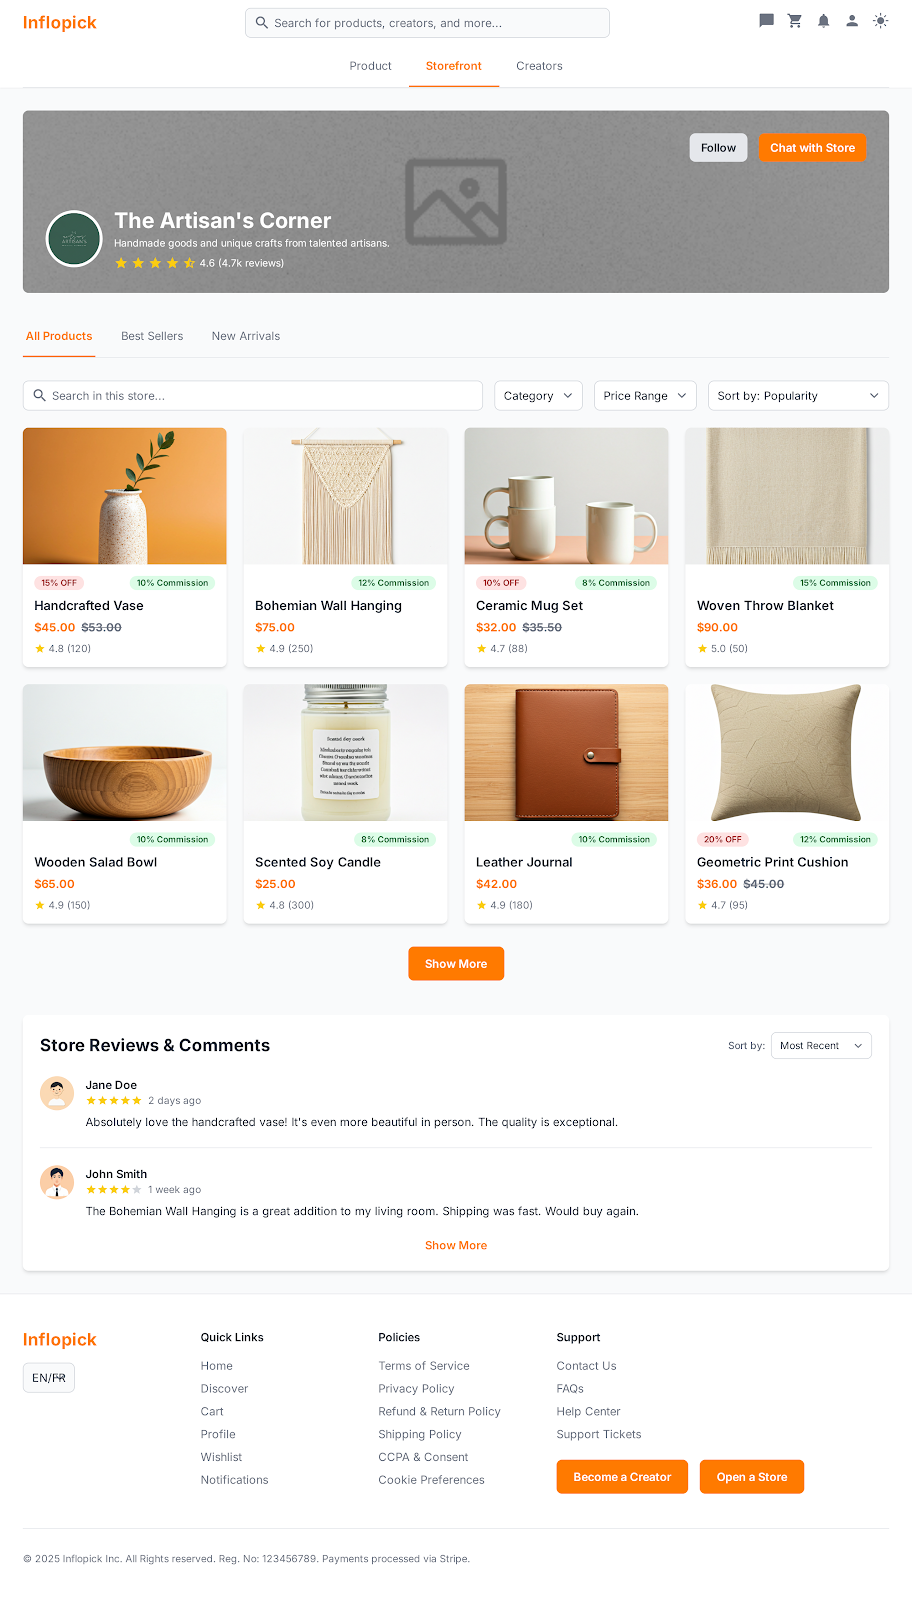 Inflopick
Search for products, creators, and more...
Product Storefront Creators
Follow Chat with Store
The Artisan's Corner
Handmade goods and unique crafts from talented artisans.
4.6 (4.7k reviews)
All Products Best Sellers New Arrivals
Search in this store... Category Price Range Sort by: Popularity
15% OFF 10% Commission
Handcrafted Vase
$45.00 $53.00
4.8 (120)
12% Commission
Bohemian Wall Hanging
$75.00
4.9 (250)
10% OFF 8% Commission
Ceramic Mug Set
$32.00 $35.50
4.7 (88)
15% Commission
Woven Throw Blanket
$90.00
5.0 (50)
10% Commission
Wooden Salad Bowl
$65.00
4.9 (150)
8% Commission
Scented Soy Candle
$25.00
4.8 (300)
10% Commission
Leather Journal
$42.00
4.9 (180)
20% OFF 12% Commission
Geometric Print Cushion
$36.00 $45.00
4.7 (95)
Show More
Store Reviews & Comments
Sort by: Most Recent
Jane Doe
2 days ago
Absolutely love the handcrafted vase! It's even more beautiful in person. The quality is exceptional.
John Smith
1 week ago
The Bohemian Wall Hanging is a great addition to my living room. Shipping was fast. Would buy again.
Show More
Inflopick
EN/FR
Quick Links
Home
Discover
Cart
Profile
Wishlist
Notifications
Policies
Terms of Service
Privacy Policy
Refund & Return Policy
Shipping Policy
CCPA & Consent
Cookie Preferences
Support
Contact Us
FAQs
Help Center
Support Tickets
Become a Creator Open a Store
© 2025 Inflopick Inc. All Rights reserved. Reg. No: 123456789. Payments processed via Stripe.